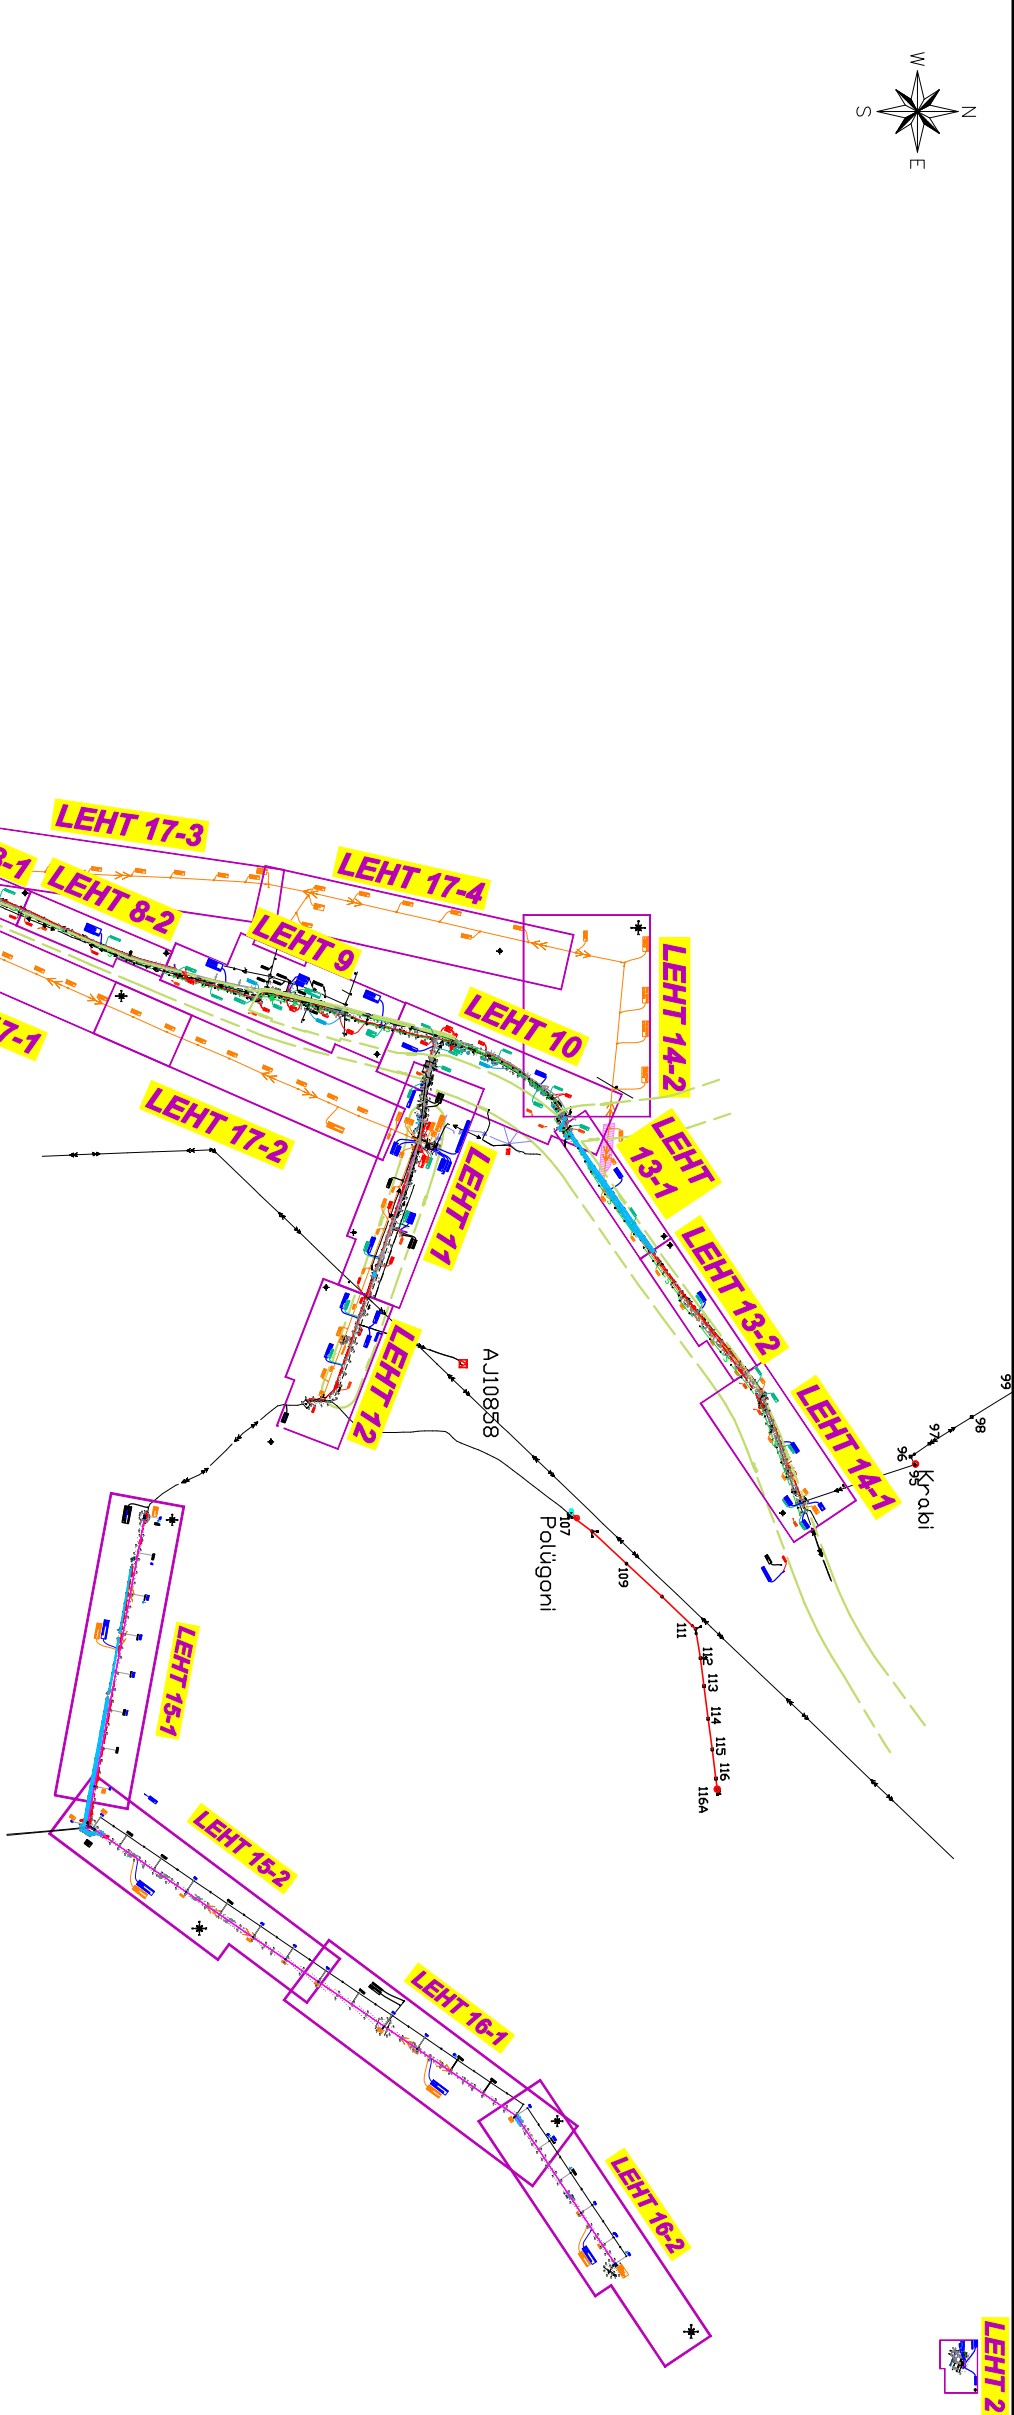 W
N
S
E
LEHT 17-3
LEHT 17-4
LEHT 8-2
LEHT 9
LEHT 14-2
LEHT 10
LEHT 17-2
LEHT
13-1
LEHT 11
LEHT 13-2
LEHT 12
AJ10858
LEHT 14-1
99
98
97
96
95
Krabi
107
Polügoni
109
111
112
113
114
115
116
116A
LEHT 15-1
LEHT 15-2
LEHT 16-1
LEHT 16-2
LEHT 2